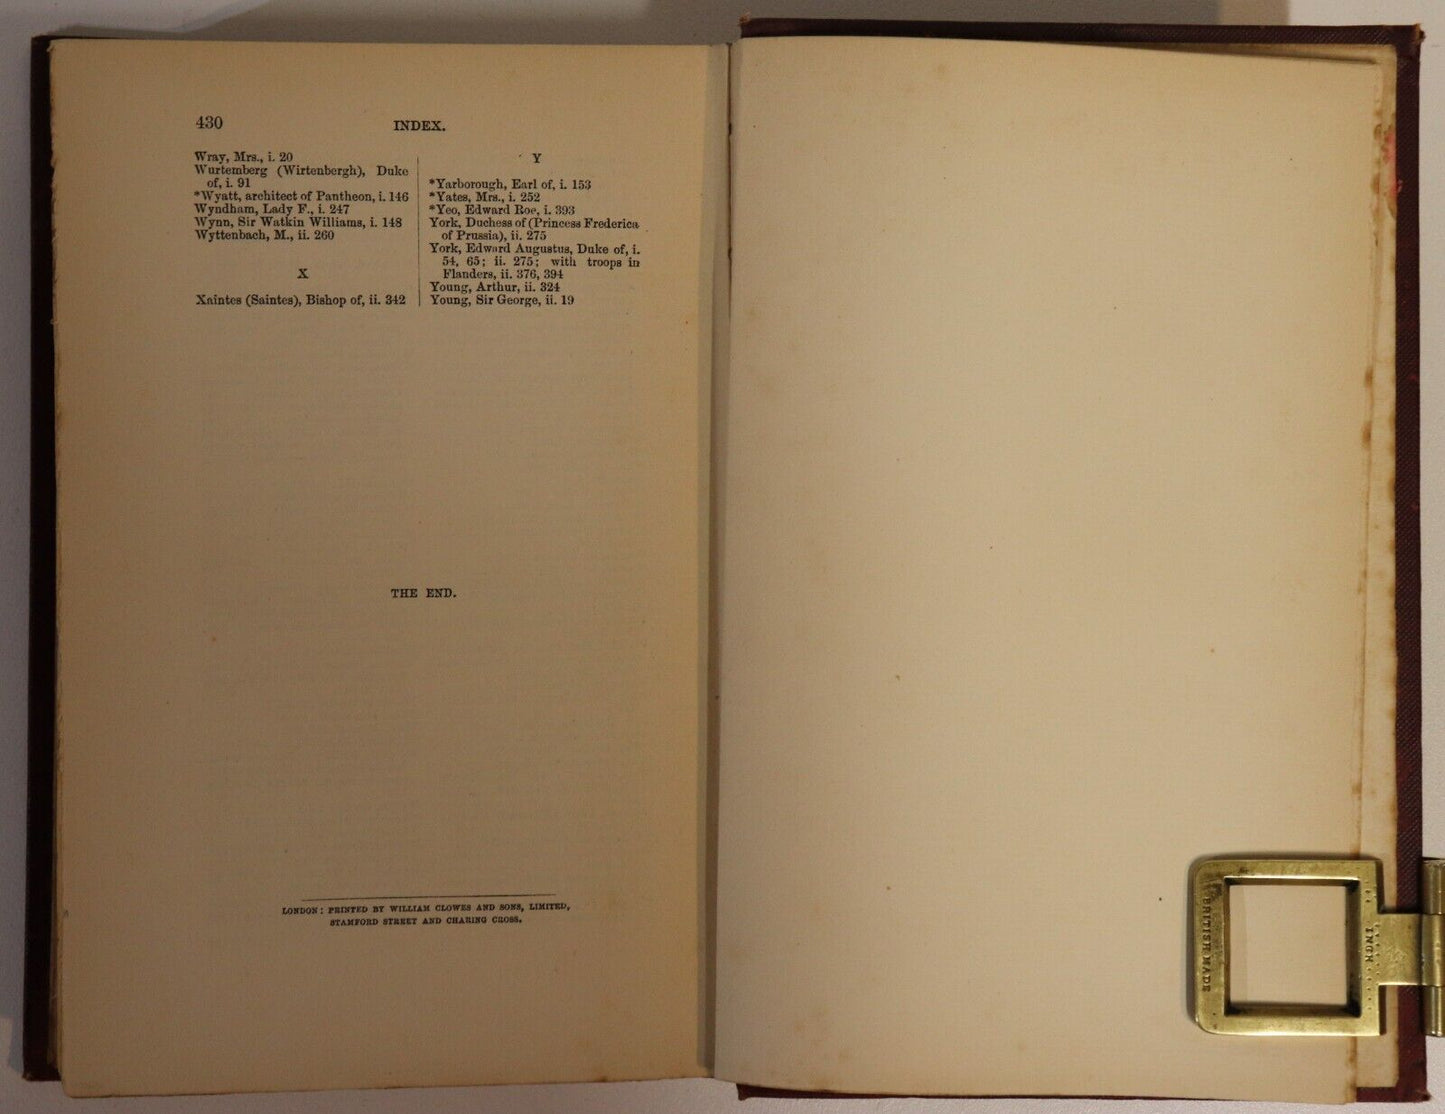 430
INDEX.
Wray, Mrs., i. 20
Wurtemberg (Wirtenbergh), Duke
of, i. 91
*Wyatt, architect of Pantheon, i. 146
Wyndham, Lady F., i. 247
Wynn, Sir Watkin Williams, i. 148
Wyttenbach, M., ii. 260
X
Xaintes (Saintes), Bishop of, ii. 342
Y
*Yarborough, Earl of, i. 153
*Yates, Mrs., i. 252
*Yeo, Edward Roe, i. 393
York, Duchess of (Princess Frederica
of Prussia), ii. 275
York, Edward Augustus, Duke of, i.
54, 65; ii. 275; with troops in
Flanders, ii. 376, 394
Young, Arthur, ii. 324
Young, Sir George, ii. 19
THE END.
LONDON: PRINTED BY WILLIAM CLOWES AND SONS, LIMITED,
STAMFORD STREET AND CHARING CROSS.
BRITISH MADE
INCH